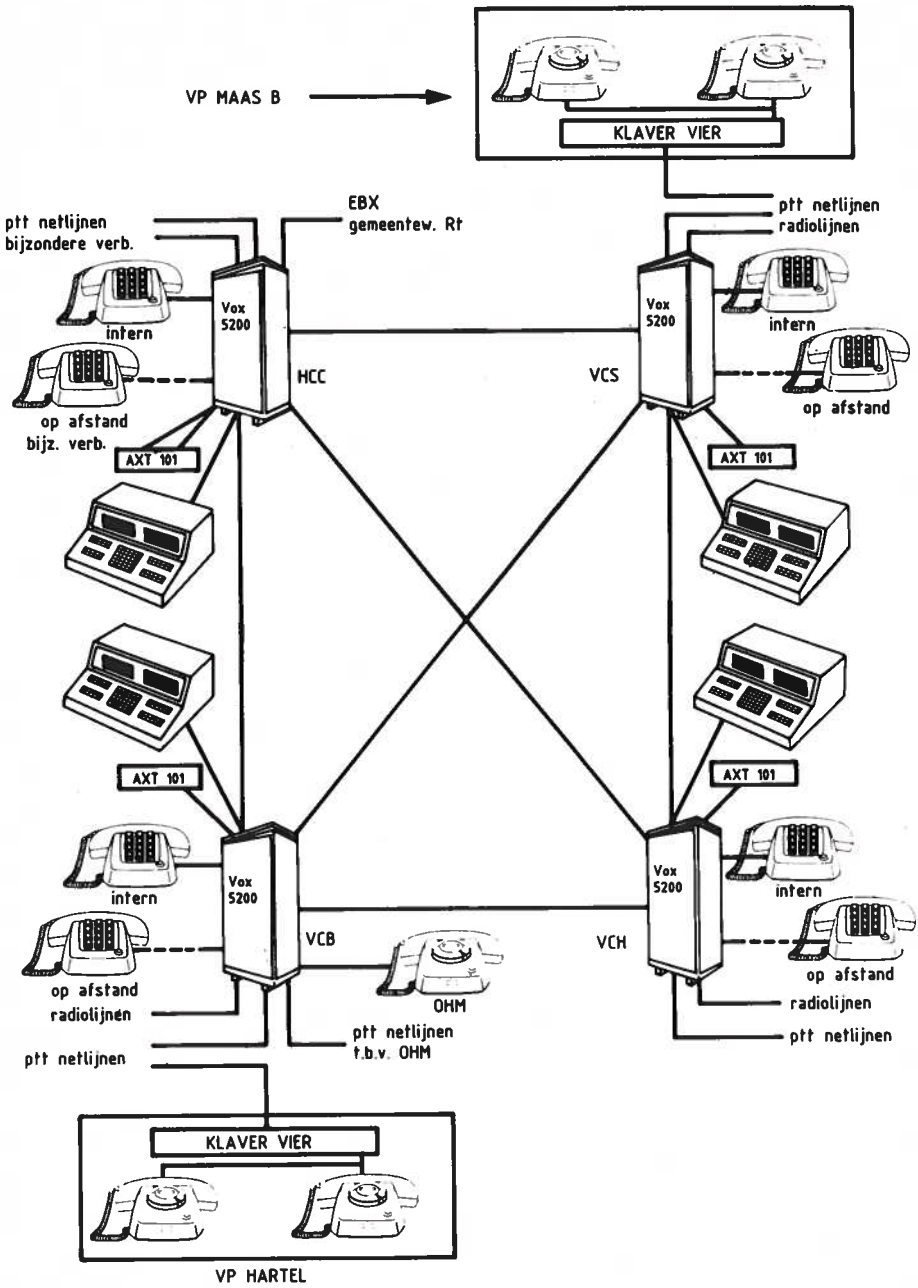 VP MAAS B
KLAVER VIER
ptt netlijnen
bijzondere verb.
EBX
gemeentew. Rt
ptt netlijnen
radiolijnen
intern
Vox
5200
HCC
op afstand
bijz. verb.
AXT 101
Vox
5200
VCS
intern
op afstand
AXT 101
AXT 101
AXT 101
intern
Vox
5200
VCB
op afstand
radiolijnen
OHM
ptt netlijnen
t.b.v. OHM
ptt netlijnen
Vox
5200
VCH
intern
op afstand
radiolijnen
ptt netlijnen
KLAVER VIER
VP HARTEL